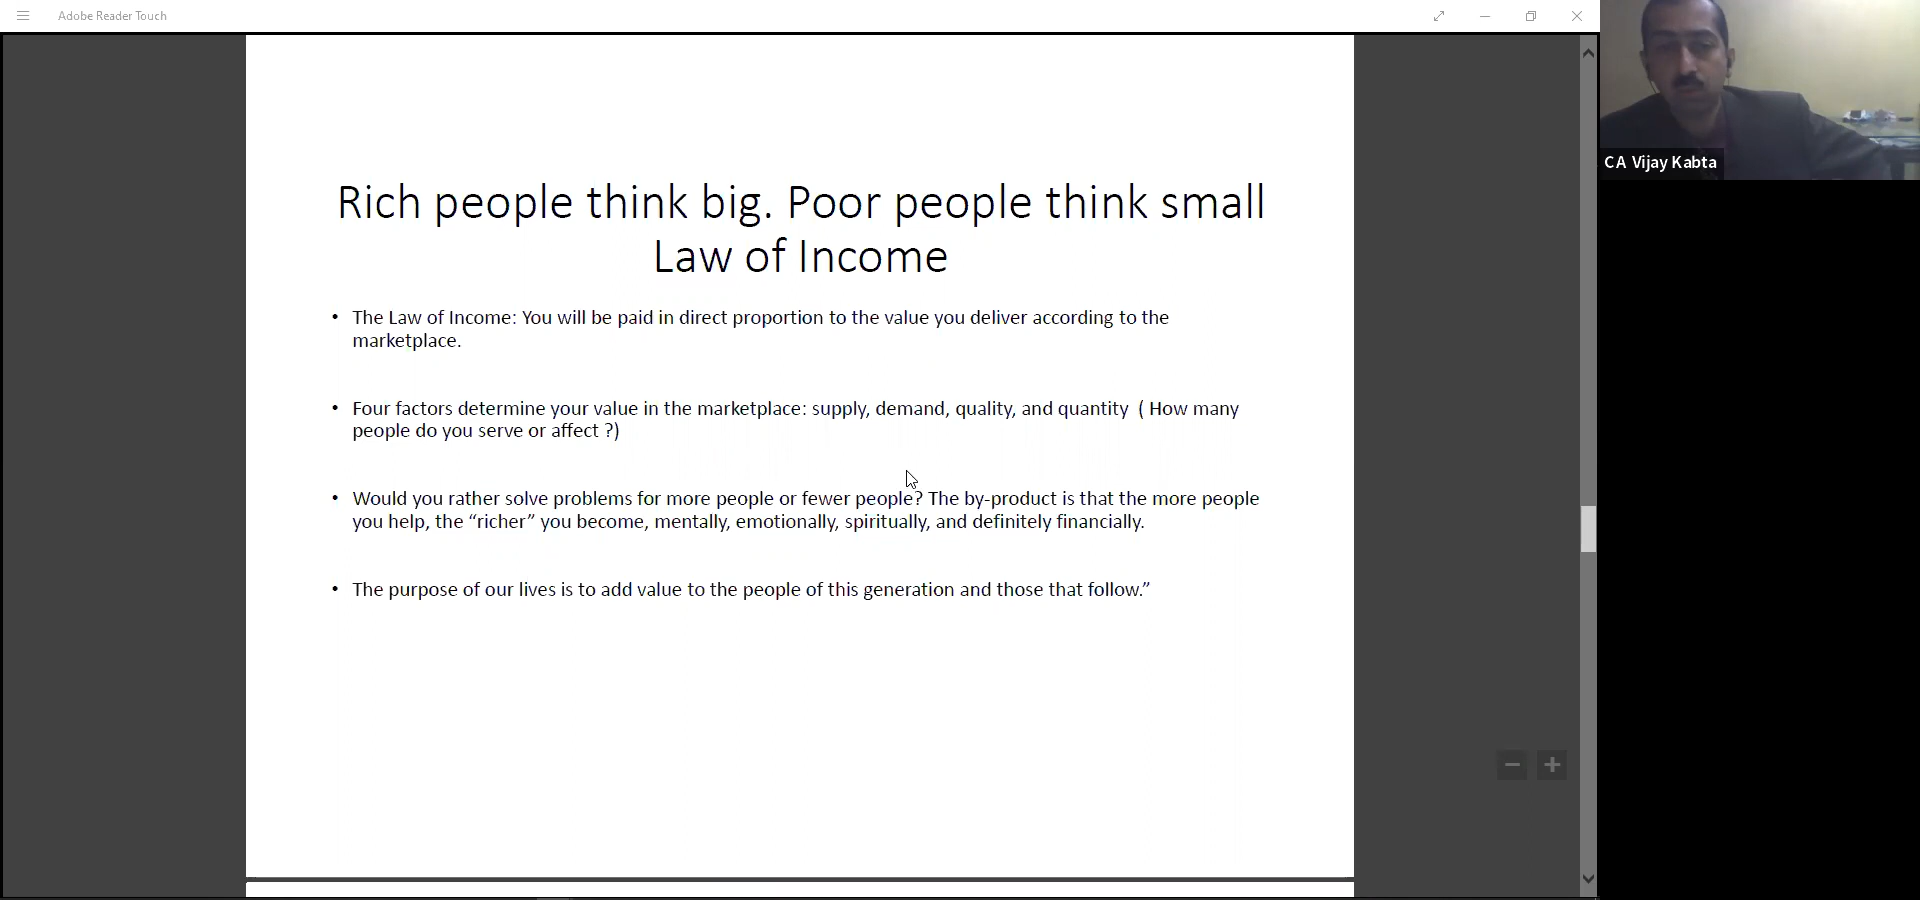 Adobe Reader Touch
Rich people think big. Poor people think small
Law of Income
• The Law of Income: You will be paid in direct proportion to the value you deliver according to the
marketplace.
• Four factors determine your value in the marketplace: supply, demand, quality, and quantity ( How many
people do you serve or affect ?)
• Would you rather solve problems for more people or fewer people? The by-product is that the more people
you help, the “richer” you become, mentally, emotionally, spiritually, and definitely financially.
• The purpose of our lives is to add value to the people of this generation and those that follow.”
CA Vijay Kabta